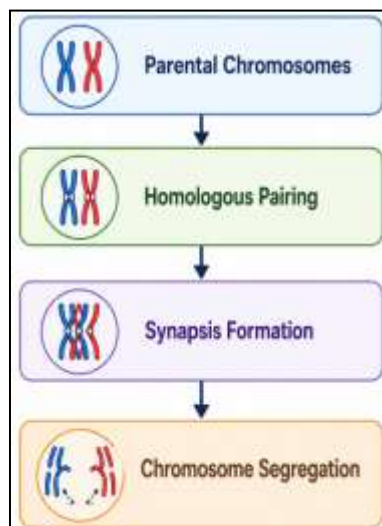 Parental Chromosomes
Homologous Pairing
Synapsis Formation
Chromosome Segregation